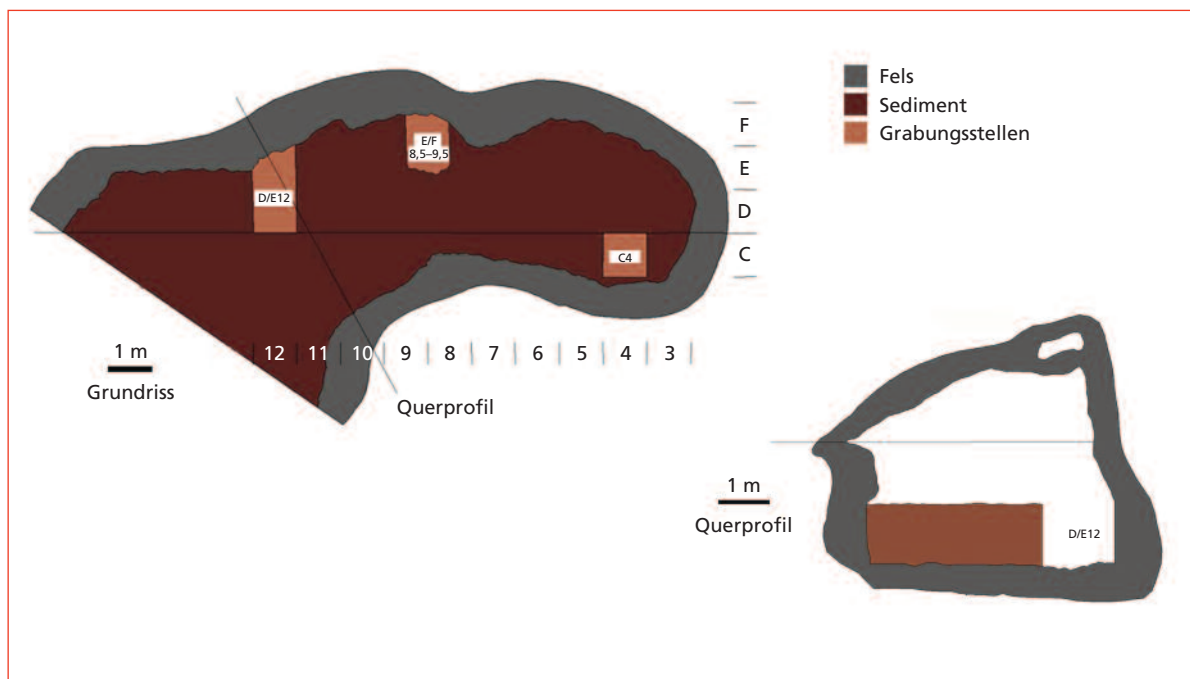 Fels
Sediment
Grabungsstellen
F
E
D
C
E/F
8,5–9,5
D/E12
C4
12 11 10 9 8 7 6 5 4 3
1 m
Grundriss
Querprofil
1 m
Querprofil
D/E12